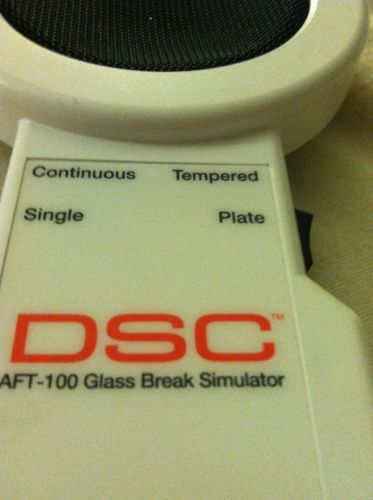 Continuous Tempered
Single Plate
DSC™
AFT-100 Glass Break Simulator